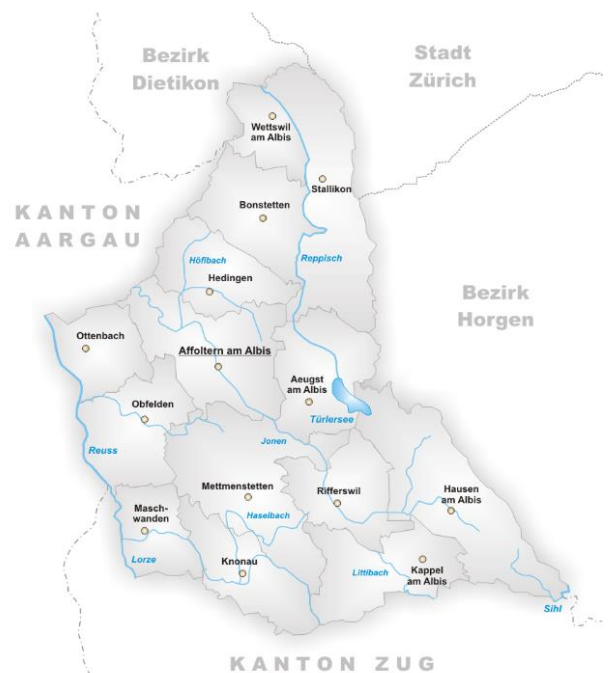 Bezirk
Dietikon
Stadt
Zürich
Wettswil
am Albis
Stallikon
KANTON
AARGAU
Bonstetten
Höflbach
Reppisch
Hedingen
Bezirk
Horgen
Ottenbach
Affoltern am Albis
Aeugst
am Albis
Obfelden
Türlersee
Reuss
Jonen
Mettmenstetten
Rifferswil
Hausen
am Albis
Masch-
wanden
Haselbach
Lorze
Knonau
Littibach
Kappel
am Albis
Sihl
KANTON ZUG